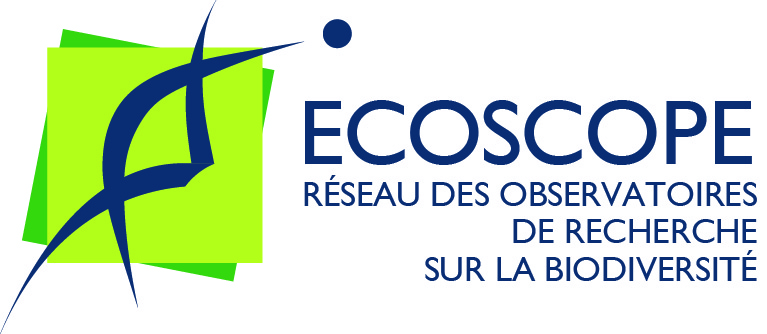 ECOSCOPE
RÉSEAU DES OBSERVATOIRES
DE RECHERCHE
SUR LA BIODIVERSITÉ